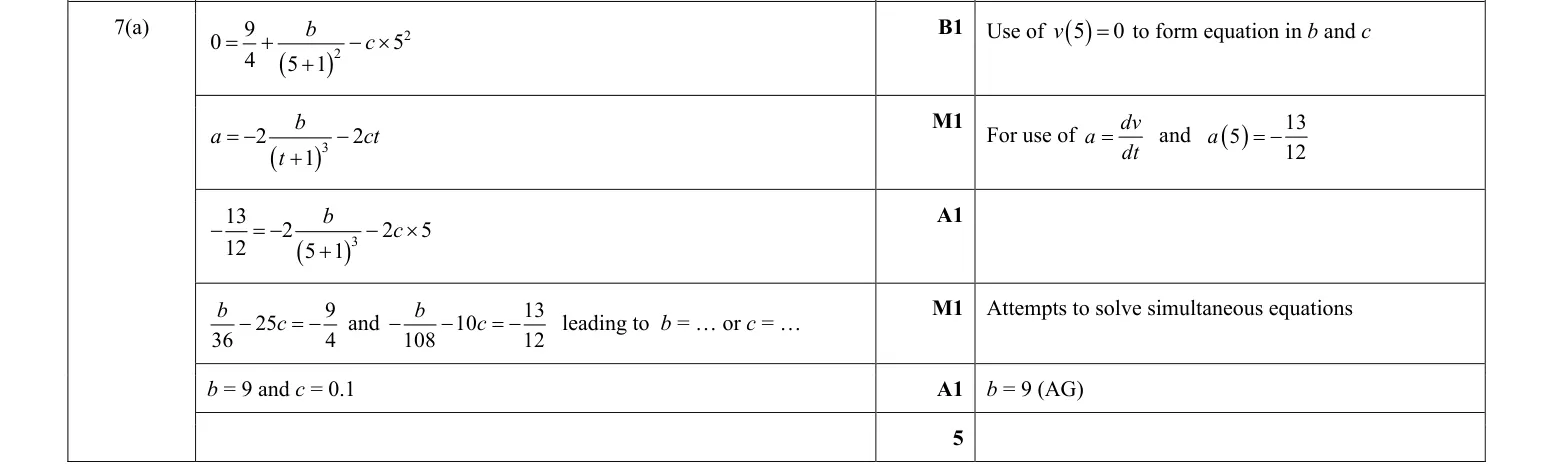 7(a)
0 = 9/4 + b/(5+1)² − c × 5²
B1
Use of v(5) = 0 to form equation in b and c
a = −2 b/(t+1)³ − 2ct
M1
For use of a = dv/dt and a(5) = −13/12
−13/12 = −2 b/(5+1)³ − 2c × 5
A1
b/36 − 25c = −9/4 and −b/108 − 10c = −13/12 leading to b = … or c = …
M1
Attempts to solve simultaneous equations
b = 9 and c = 0.1
A1
b = 9 (AG)
5